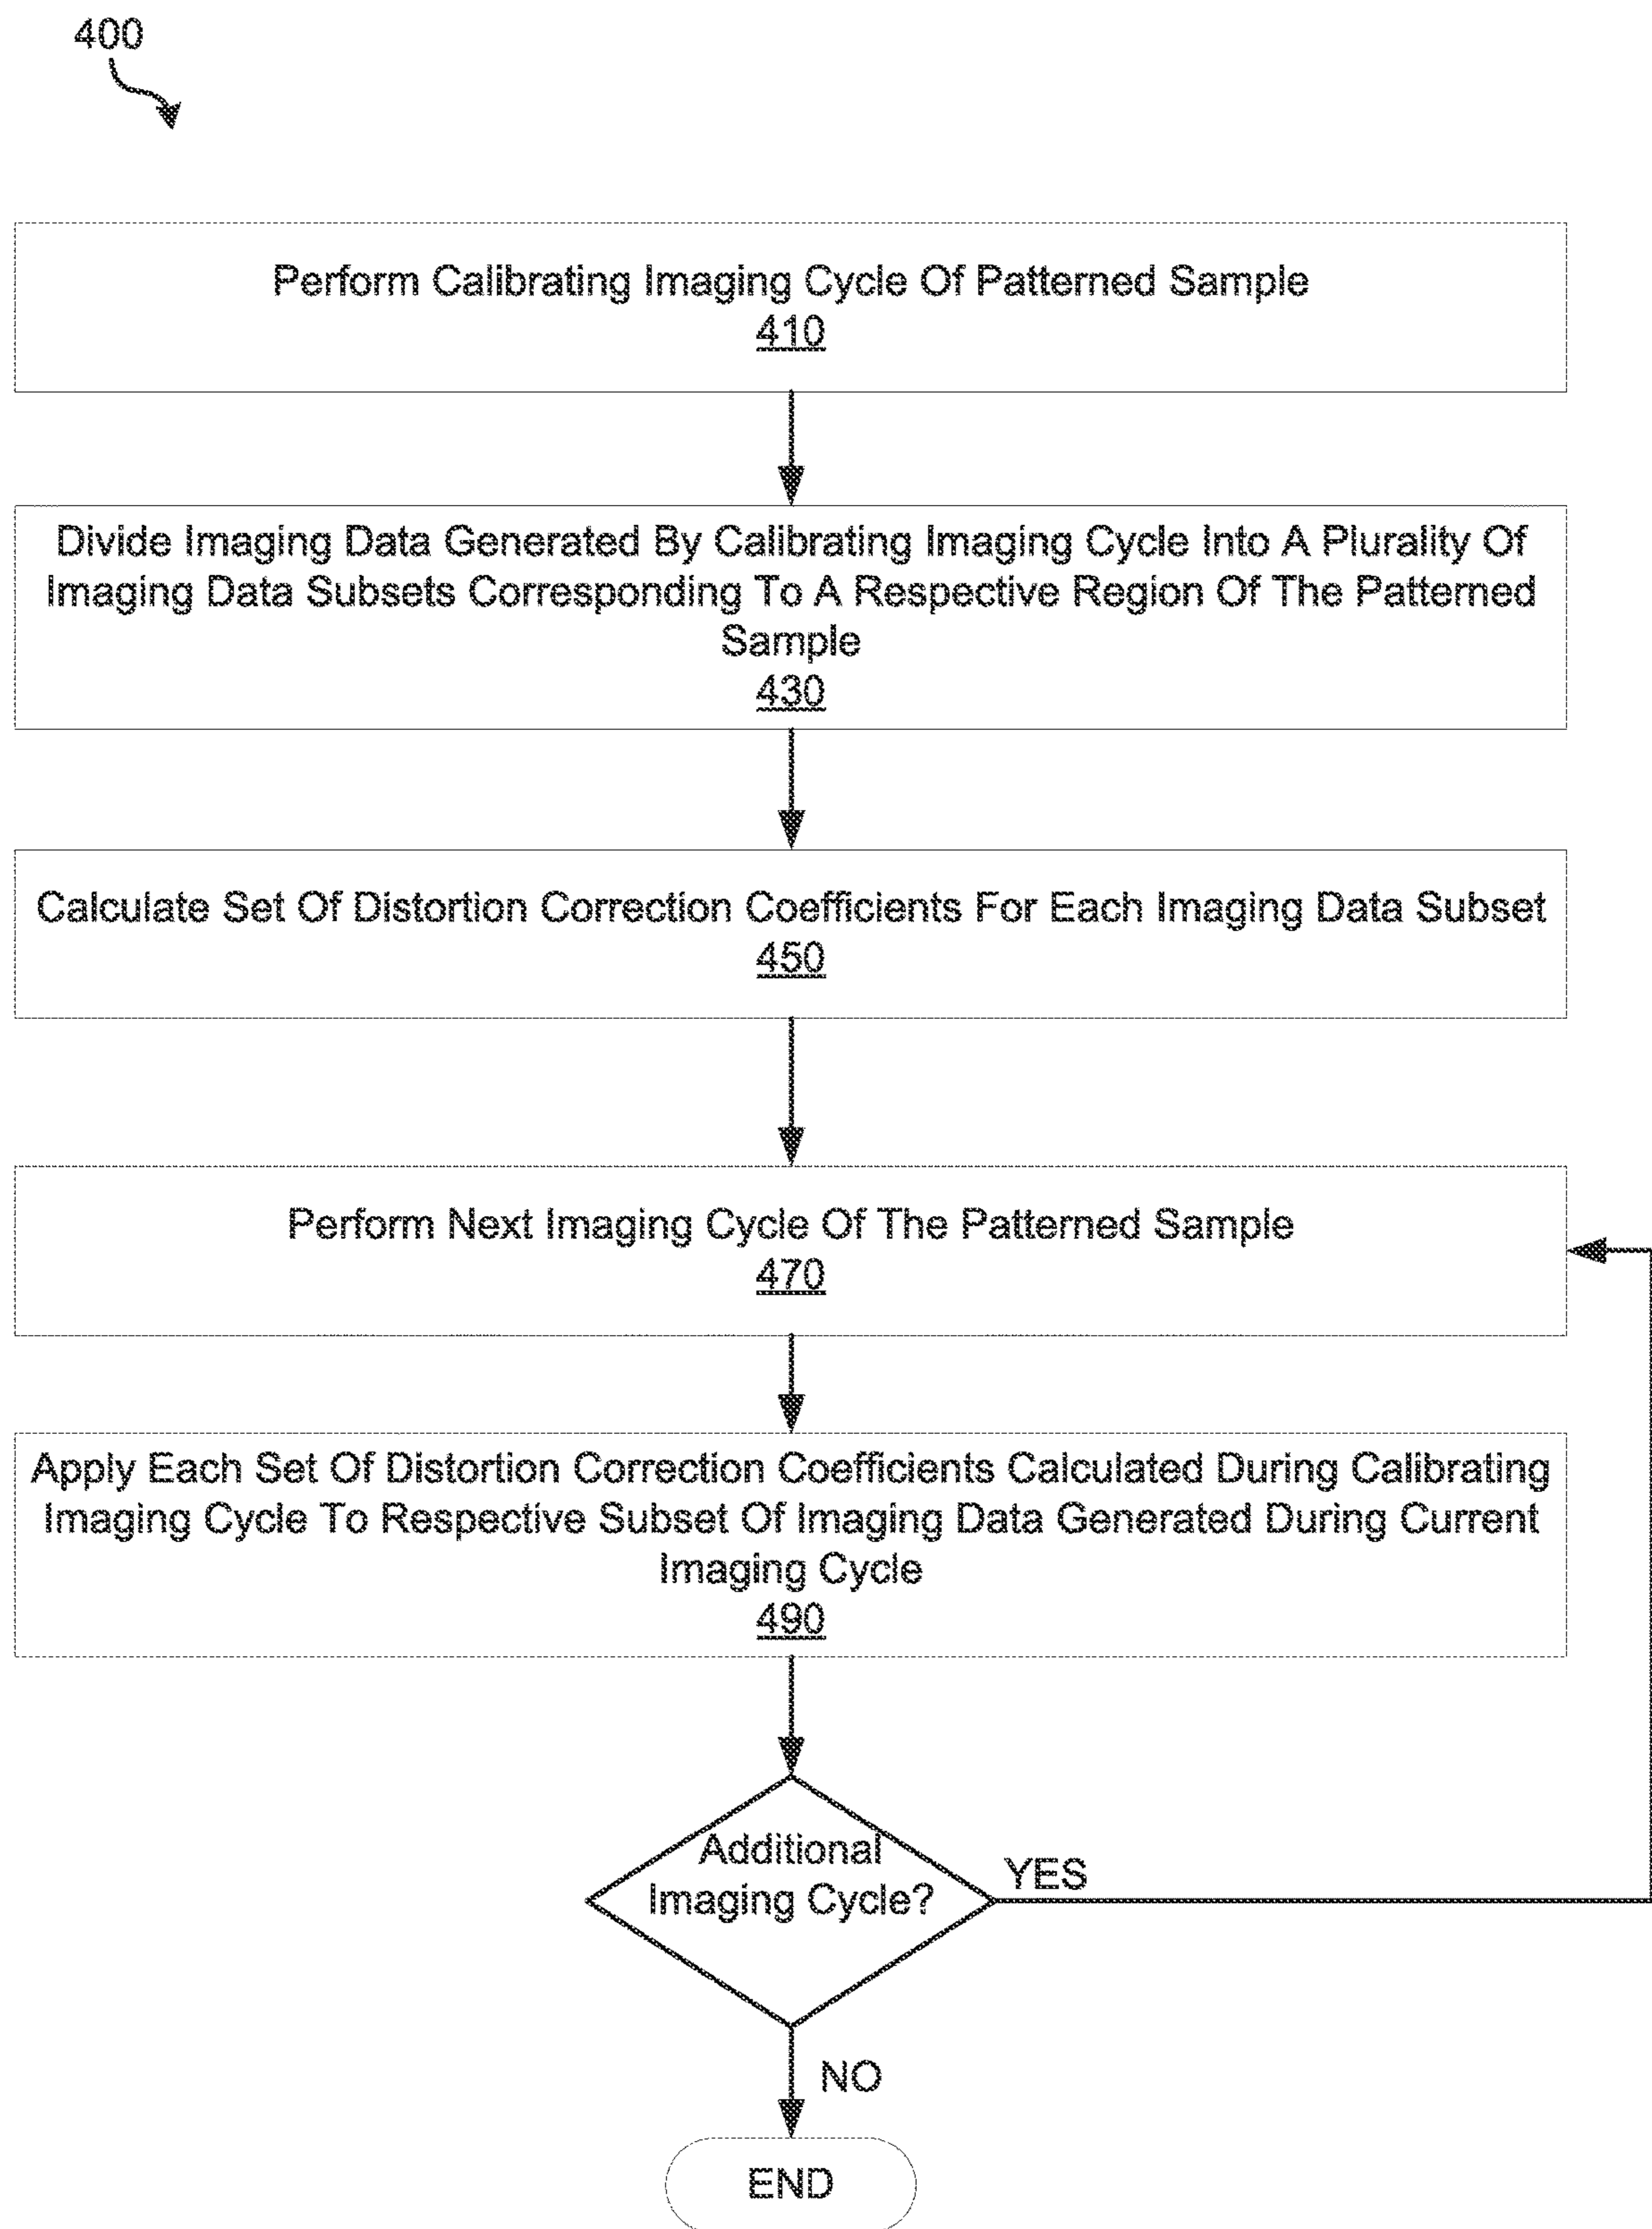 400
Perform Calibrating Imaging Cycle Of Patterned Sample
410
Divide Imaging Data Generated By Calibrating Imaging Cycle Into A Plurality Of
Imaging Data Subsets Corresponding To A Respective Region Of The Patterned
Sample
430
Calculate Set Of Distortion Correction Coefficients For Each Imaging Data Subset
450
Perform Next Imaging Cycle Of The Patterned Sample
470
Apply Each Set Of Distortion Correction Coefficients Calculated During Calibrating
Imaging Cycle To Respective Subset Of Imaging Data Generated During Current
Imaging Cycle
490
Additional
Imaging Cycle?
YES
NO
END